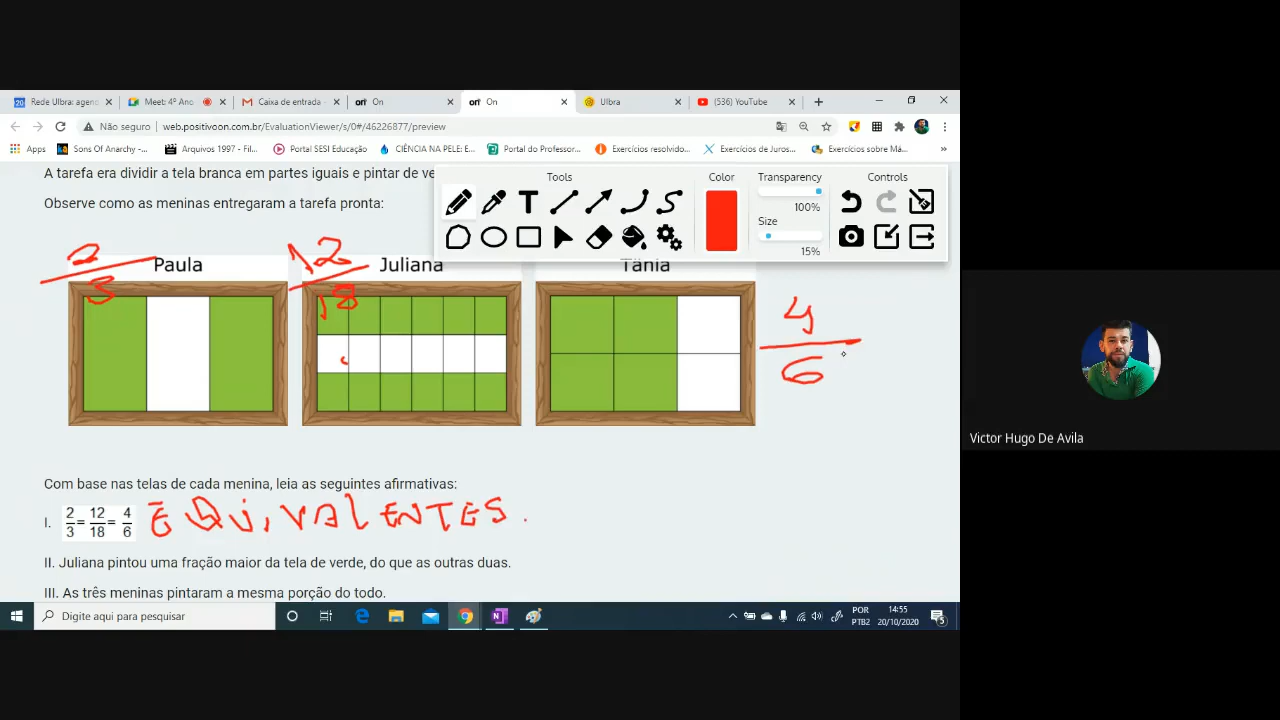 Rede Ulbra: agend
Meet: 4º Ano
Caixa de entrada -
On
On
Ulbra
(536) YouTube
Não seguro
web.positivoon.com.br/EvaluationViewer/s/0#/46226877/preview
Apps
Sons Of Anarchy -...
Arquivos 1997 - Fil...
Portal SESI Educação
CIÊNCIA NA PELE: E...
Portal do Professor...
Exercícios resolvido...
Exercícios de Juros...
Exercícios sobre Má...
»
A tarefa era dividir a tela branca em partes iguais e pintar de ve
Observe como as meninas entregaram a tarefa pronta:
Tools
Color
Transparency
100%
Size
15%
Controls
T
2
3
Paula
12
18
Juliana
Tânia
4
6
Com base nas telas de cada menina, leia as seguintes afirmativas:
I. 2/3 = 12/18 = 4/6 EQUIVALENTES.
II. Juliana pintou uma fração maior da tela de verde, do que as outras duas.
III. As três meninas pintaram a mesma porção do todo.
Victor Hugo De Avila
Digite aqui para pesquisar
POR
PTB2
14:55
20/10/2020
5